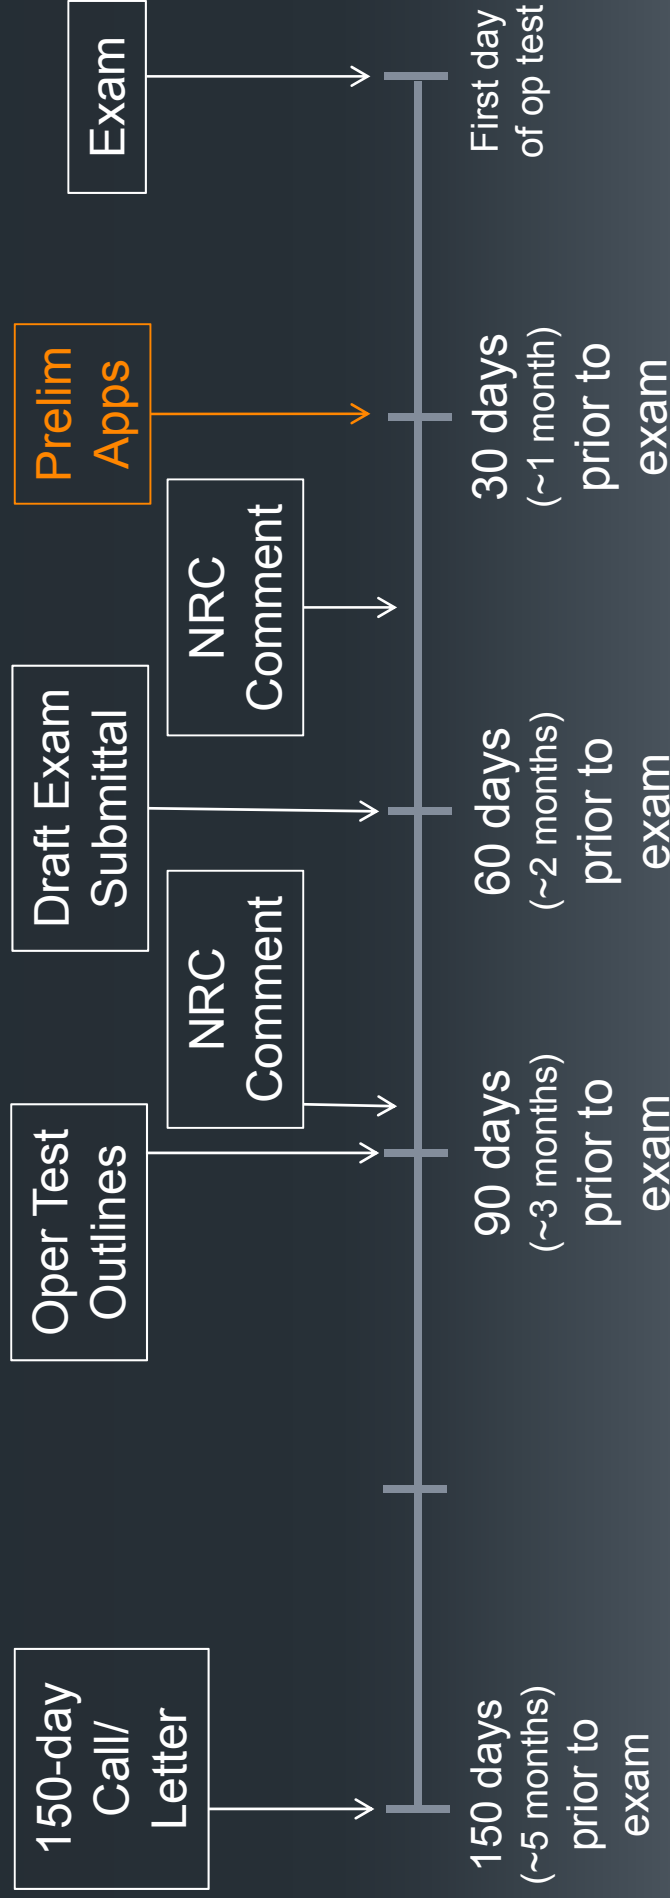 150-day
Call/
Letter
Oper Test
Outlines
NRC
Comment
Draft Exam
Submittal
NRC
Comment
Prelim
Apps
Exam
150 days
(~5 months)
prior to
exam
90 days
(~3 months)
prior to
exam
60 days
(~2 months)
prior to
exam
30 days
(~1 month)
prior to
exam
First day
of op test